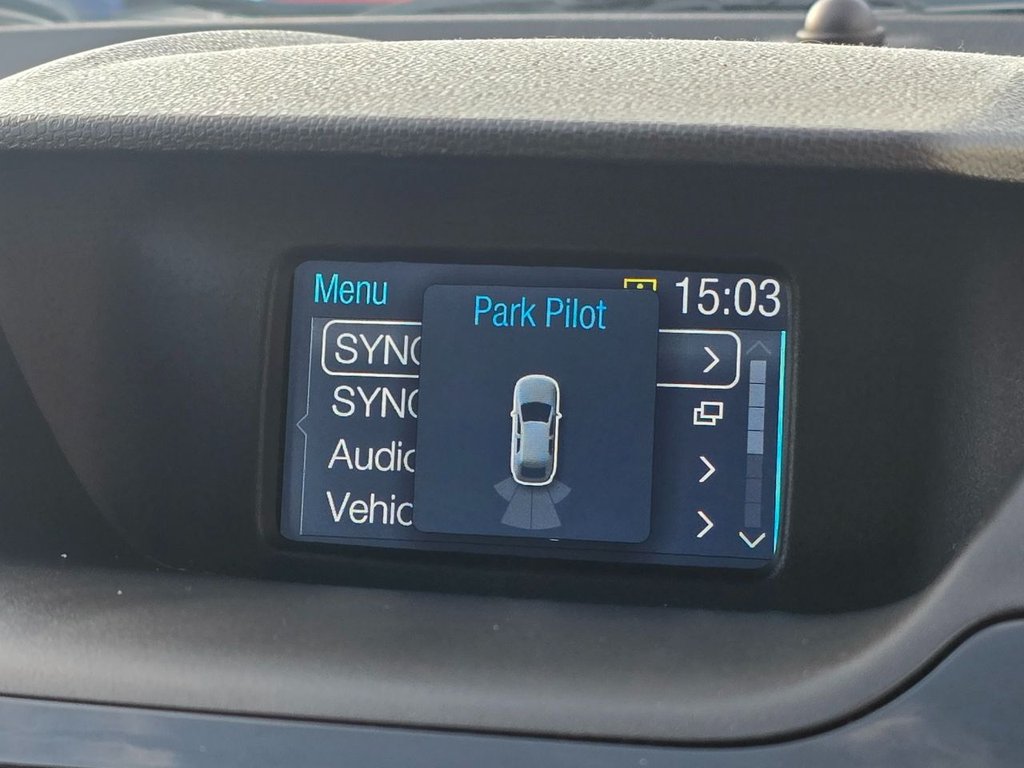 Menu
15:03
Park Pilot
SYNC
SYNC
Audio
Vehic